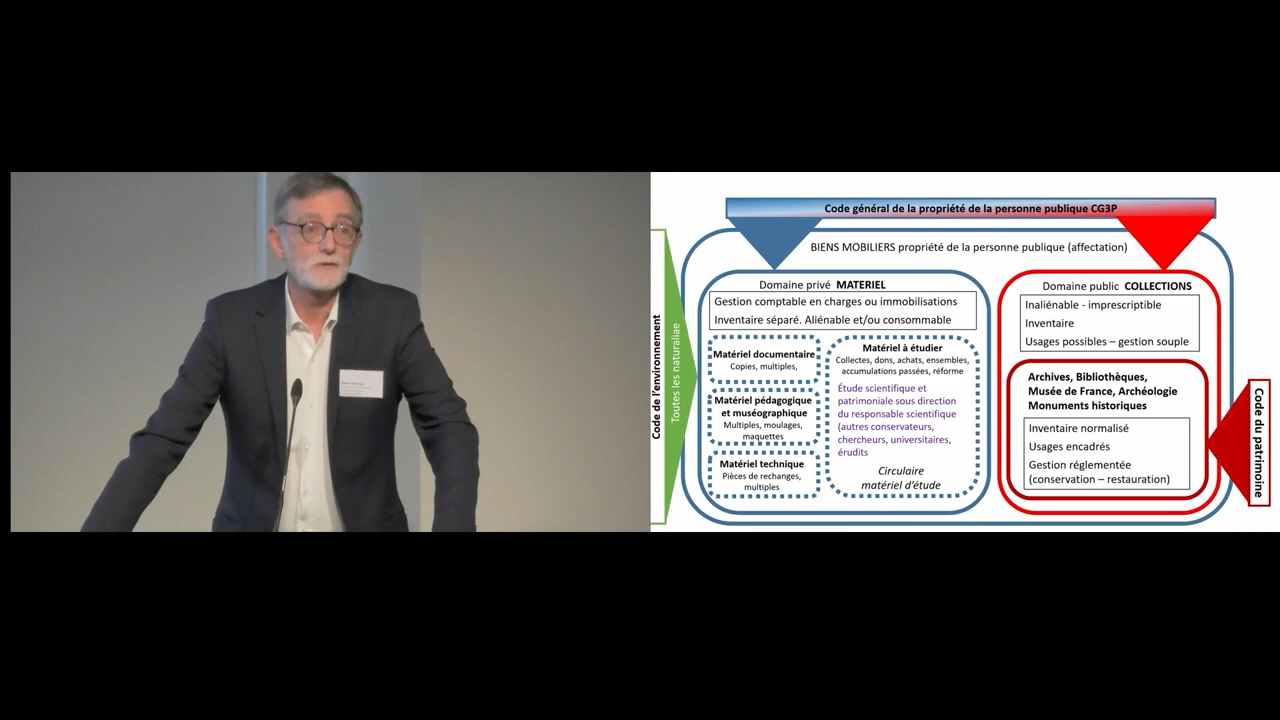 Code général de la propriété de la personne publique CG3P
BIENS MOBILIERS propriété de la personne publique (affectation)
Code de l'environnement
Toutes les naturaliae
Domaine privé MATERIEL
Gestion comptable en charges ou immobilisations
Inventaire séparé. Aliénable et/ou consommable
Matériel documentaire
Copies, multiples,
Matériel pédagogique
et muséographique
Multiples, moulages,
maquettes
Matériel technique
Pièces de rechanges,
multiples
Matériel à étudier
Collectes, dons, achats, ensembles,
accumulations passées, réforme
Étude scientifique et
patrimoniale sous direction
du responsable scientifique
(autres conservateurs,
chercheurs, universitaires,
érudits
Circulaire
matériel d'étude
Domaine public COLLECTIONS
Inaliénable - imprescriptible
Inventaire
Usages possibles – gestion souple
Archives, Bibliothèques,
Musée de France, Archéologie
Monuments historiques
Inventaire normalisé
Usages encadrés
Gestion réglementée
(conservation – restauration)
Code du patrimoine